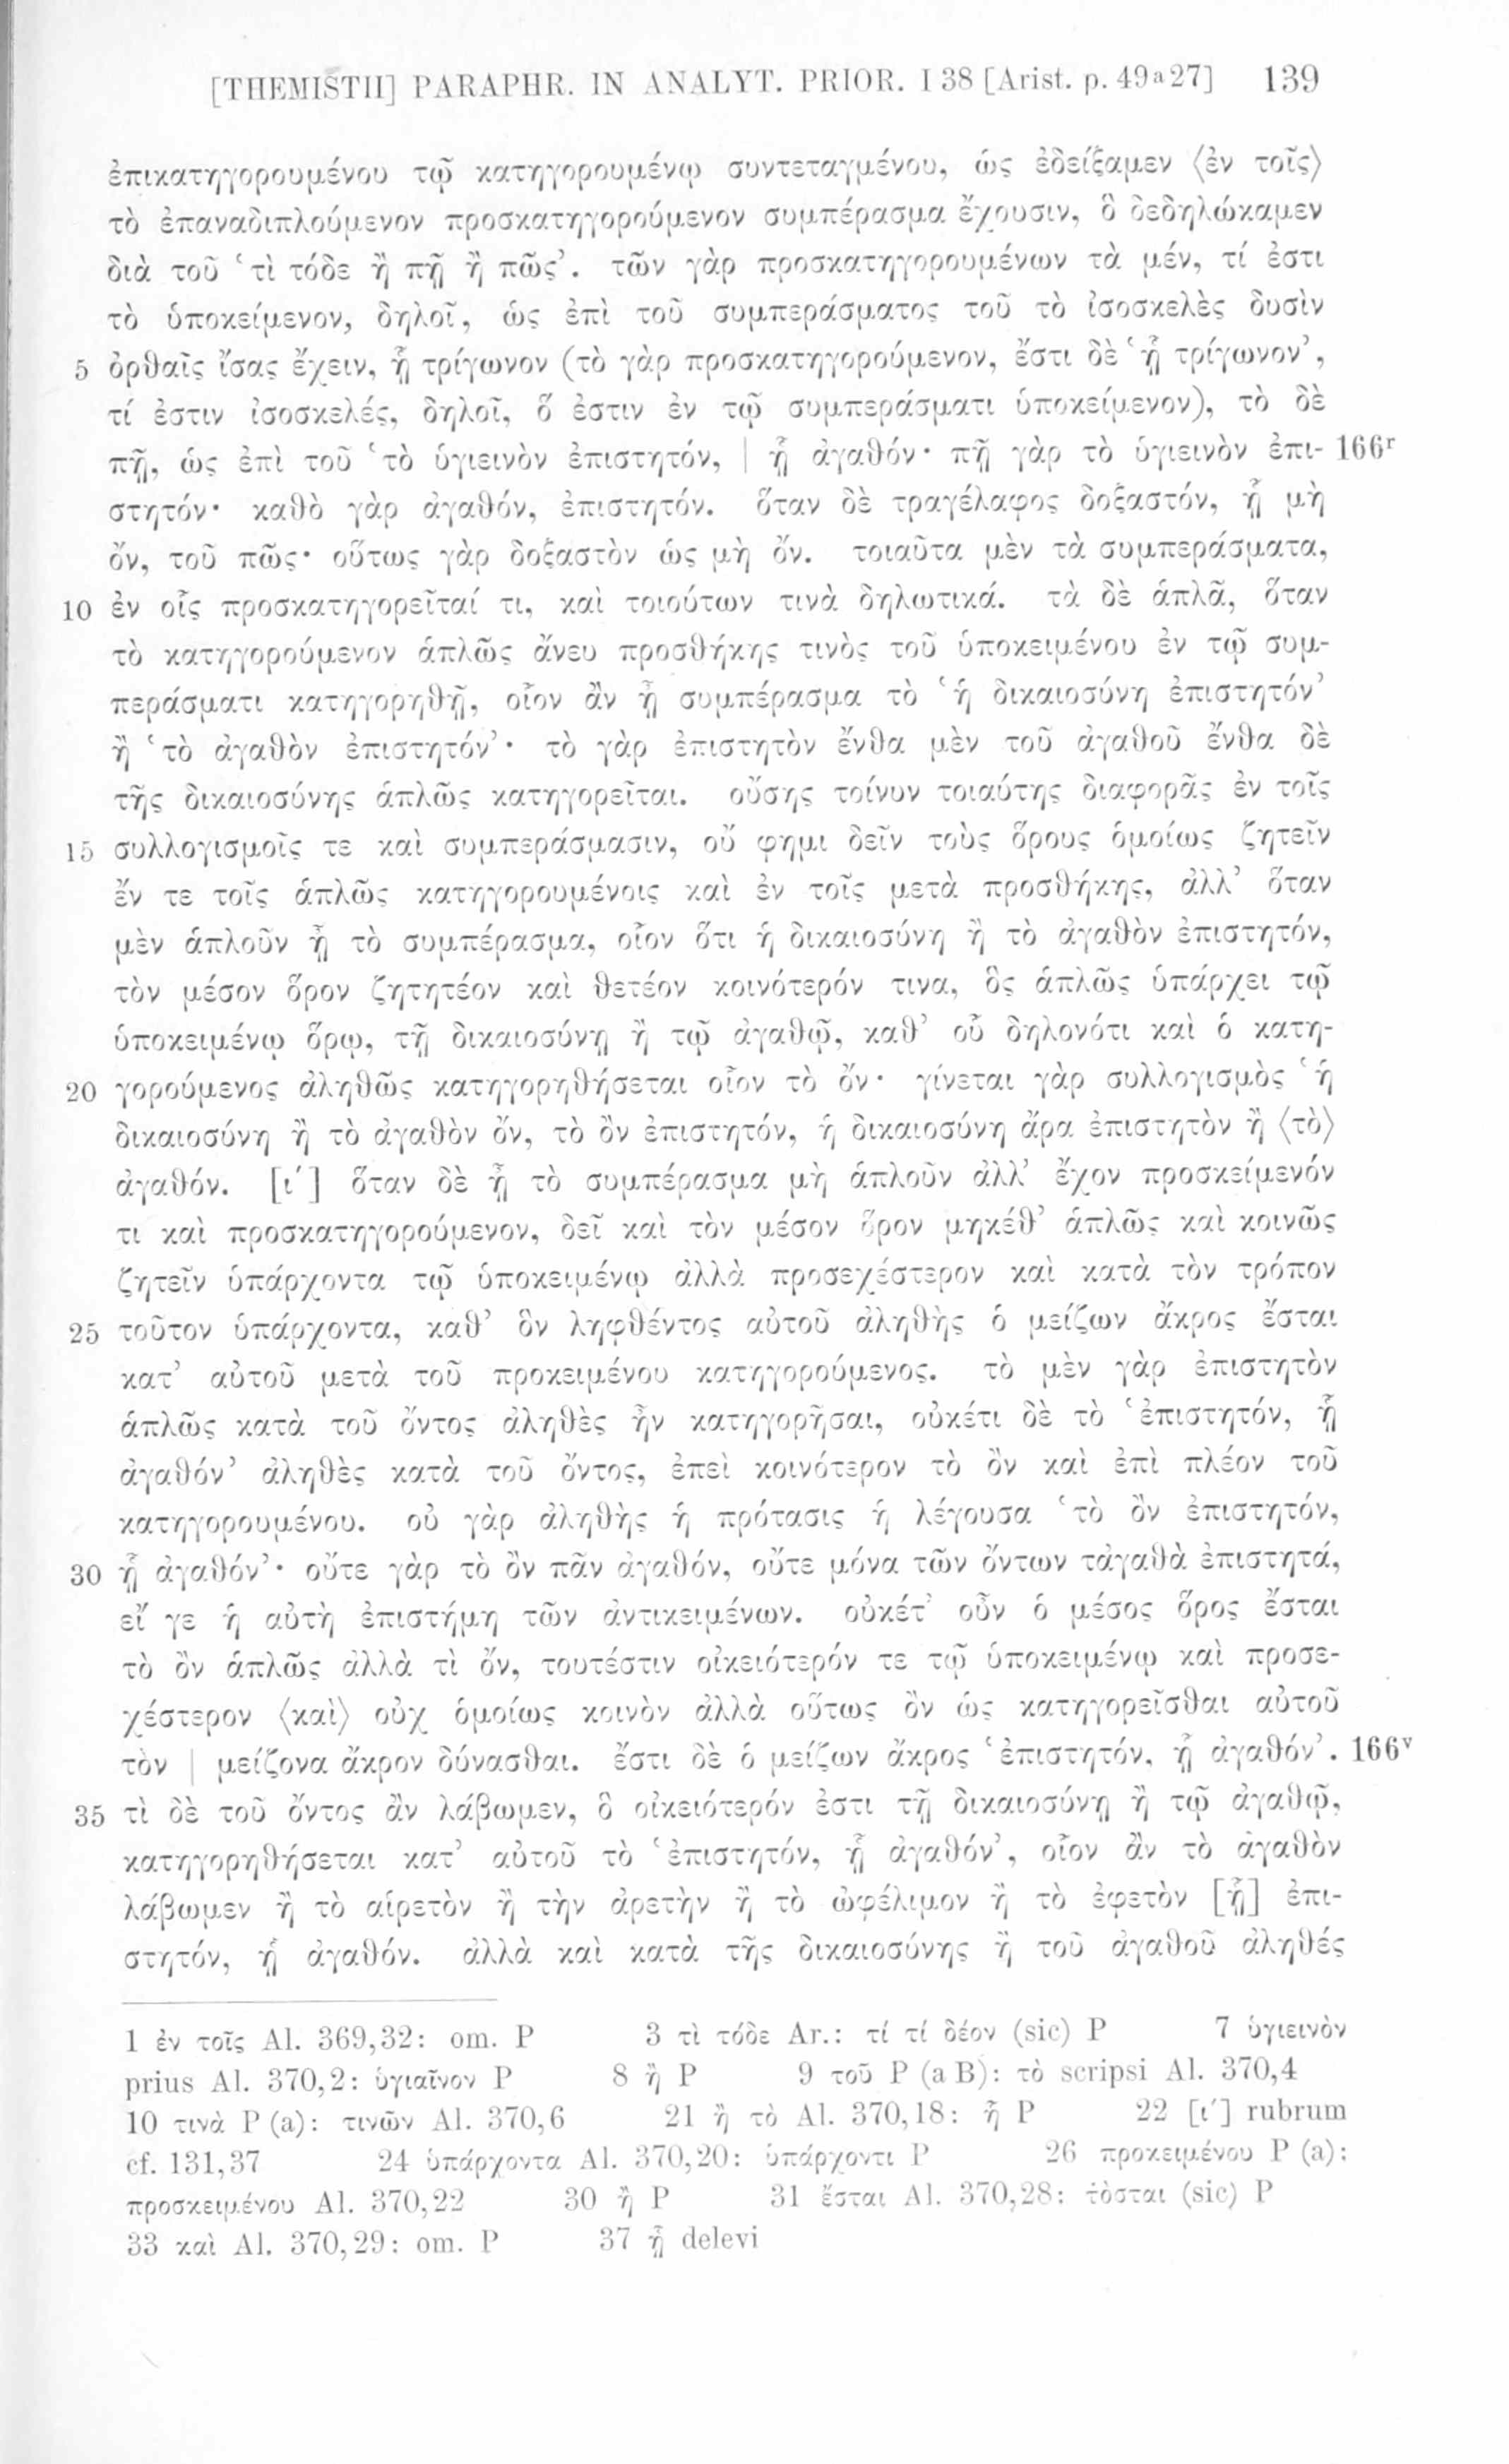 [THEMISTII] PARAPHR. IN ANALYT. PRIOR. I 38 [Arist. p. 49a27] 139
ἐπικατηγορουμένου τῷ κατηγορουμένῳ συντεταγμένου, ὡς ἐδείξαμεν ⟨ἐν τοῖς⟩
τὸ ἐπαναδιπλούμενον προσκατηγορούμενον συμπέρασμα ἔχουσιν, ὃ δεδηλώκαμεν
διὰ τοῦ ‘τὶ τόδε ἢ πῇ ἢ πῶς’. τῶν γὰρ προσκατηγορουμένων τὰ μέν, τί ἐστι
τὸ ὑποκείμενον, δηλοῖ, ὡς ἐπὶ τοῦ συμπεράσματος τοῦ τὸ ἰσοσκελὲς δυσὶν
5 ὀρθαῖς ἴσας ἔχειν, ᾗ τρίγωνον (τὸ γὰρ προσκατηγορούμενον, ἔστι δὲ ‘ᾗ τρίγωνον’,
τί ἐστιν ἰσοσκελές, δηλοῖ, ὅ ἐστιν ἐν τῷ συμπεράσματι ὑποκείμενον), τὸ δὲ
πῇ, ὡς ἐπὶ τοῦ ‘τὸ ὑγιεινὸν ἐπιστητόν, | ᾗ ἀγαθόν· πῇ γὰρ τὸ ὑγιεινὸν ἐπι- 166r
στητόν· καθὸ γὰρ ἀγαθόν, ἐπιστητόν. ὅταν δὲ τραγέλαφος δοξαστόν, ᾗ μὴ
ὄν, τοῦ πῶς· οὕτως γὰρ δοξαστὸν ὡς μὴ ὄν. τοιαῦτα μὲν τὰ συμπεράσματα,
10 ἐν οἷς προσκατηγορεῖταί τι, καὶ τοιούτων τινὰ δηλωτικά. τὰ δὲ ἁπλᾶ, ὅταν
τὸ κατηγορούμενον ἁπλῶς ἄνευ προσθήκης τινὸς τοῦ ὑποκειμένου ἐν τῷ συμ-
περάσματι κατηγορηθῇ, οἷον ἂν ᾖ συμπέρασμα τὸ ‘ἡ δικαιοσύνη ἐπιστητόν’
ἢ ‘τὸ ἀγαθὸν ἐπιστητόν’· τὸ γὰρ ἐπιστητὸν ἔνθα μὲν τοῦ ἀγαθοῦ ἔνθα δὲ
τῆς δικαιοσύνης ἁπλῶς κατηγορεῖται. οὔσης τοίνυν τοιαύτης διαφορᾶς ἐν τοῖς
15 συλλογισμοῖς τε καὶ συμπεράσμασιν, οὔ φημι δεῖν τοὺς ὅρους ὁμοίως ζητεῖν
ἔν τε τοῖς ἁπλῶς κατηγορουμένοις καὶ ἐν τοῖς μετὰ προσθήκης, ἀλλ’ ὅταν
μὲν ἁπλοῦν ᾖ τὸ συμπέρασμα, οἷον ὅτι ἡ δικαιοσύνη ἢ τὸ ἀγαθὸν ἐπιστητόν,
τὸν μέσον ὅρον ζητητέον καὶ θετέον κοινότερόν τινα, ὃς ἁπλῶς ὑπάρχει τῷ
ὑποκειμένῳ ὅρῳ, τῇ δικαιοσύνῃ ἢ τῷ ἀγαθῷ, καθ’ οὗ δηλονότι καὶ ὁ κατη-
20 γορούμενος ἀληθῶς κατηγορηθήσεται οἷον τὸ ὄν· γίνεται γὰρ συλλογισμὸς ‘ἡ
δικαιοσύνη ἢ τὸ ἀγαθὸν ὄν, τὸ ὂν ἐπιστητόν, ἡ δικαιοσύνη ἄρα ἐπιστητὸν ἢ ⟨τὸ⟩
ἀγαθόν. [ι′] ὅταν δὲ ᾖ τὸ συμπέρασμα μὴ ἁπλοῦν ἀλλ’ ἔχον προσκείμενόν
τι καὶ προσκατηγορούμενον, δεῖ καὶ τὸν μέσον ὅρον μηκέθ’ ἁπλῶς καὶ κοινῶς
ζητεῖν ὑπάρχοντα τῷ ὑποκειμένῳ ἀλλὰ προσεχέστερον καὶ κατὰ τὸν τρόπον
25 τοῦτον ὑπάρχοντα, καθ’ ὃν ληφθέντος αὐτοῦ ἀληθὴς ὁ μείζων ἄκρος ἔσται
κατ’ αὐτοῦ μετὰ τοῦ προκειμένου κατηγορούμενος. τὸ μὲν γὰρ ἐπιστητὸν
ἁπλῶς κατὰ τοῦ ὄντος ἀληθὲς ἦν κατηγορῆσαι, οὐκέτι δὲ τὸ ‘ἐπιστητόν, ᾗ
ἀγαθόν’ ἀληθὲς κατὰ τοῦ ὄντος, ἐπεὶ κοινότερον τὸ ὂν καὶ ἐπὶ πλέον τοῦ
κατηγορουμένου. οὐ γὰρ ἀληθὴς ἡ πρότασις ἡ λέγουσα ‘τὸ ὂν ἐπιστητόν,
30 ᾗ ἀγαθόν’· οὔτε γὰρ τὸ ὂν πᾶν ἀγαθόν, οὔτε μόνα τῶν ὄντων τἀγαθὰ ἐπιστητά,
εἴ γε ἡ αὐτὴ ἐπιστήμη τῶν ἀντικειμένων. οὐκέτ’ οὖν ὁ μέσος ὅρος ἔσται
τὸ ὂν ἁπλῶς ἀλλὰ τὶ ὄν, τουτέστιν οἰκειότερόν τε τῷ ὑποκειμένῳ καὶ προσε-
χέστερον ⟨καὶ⟩ οὐχ ὁμοίως κοινὸν ἀλλὰ οὕτως ὂν ὡς κατηγορεῖσθαι αὐτοῦ
τὸν | μείζονα ἄκρον δύνασθαι. ἔστι δὲ ὁ μείζων ἄκρος ‘ἐπιστητόν, ᾗ ἀγαθόν’. 166v
35 τὶ δὲ τοῦ ὄντος ἂν λάβωμεν, ὃ οἰκειότερόν ἐστι τῇ δικαιοσύνῃ ἢ τῷ ἀγαθῷ,
κατηγορηθήσεται κατ’ αὐτοῦ τὸ ‘ἐπιστητόν, ᾗ ἀγαθόν’, οἷον ἂν τὸ ἀγαθὸν
λάβωμεν ἢ τὸ αἱρετὸν ἢ τὴν ἀρετὴν ἢ τὸ ὠφέλιμον ἢ τὸ ἐφετὸν [ᾗ] ἐπι-
στητόν, ᾗ ἀγαθόν. ἀλλὰ καὶ κατὰ τῆς δικαιοσύνης ἢ τοῦ ἀγαθοῦ ἀληθές
1 ἐν τοῖς Al. 369,32: om. P 3 τὶ τόδε Ar.: τί τί δέον (sic) P 7 ὑγιεινὸν
prius Al. 370,2: ὑγιαῖνον P 8 ἢ P 9 τοῦ P (a B): τὸ scripsi Al. 370,4
10 τινὰ P (a): τινῶν Al. 370,6 21 ἢ τὸ Al. 370,18: ᾗ P 22 [ι′] rubrum
cf. 131,37 24 ὑπάρχοντα Al. 370,20: ὑπάρχοντι P 26 προκειμένου P (a):
προσκειμένου Al. 370,22 30 ἢ P 31 ἔσται Al. 370,28: τὸσται (sic) P
33 καὶ Al. 370,29: om. P 37 ᾗ delevi